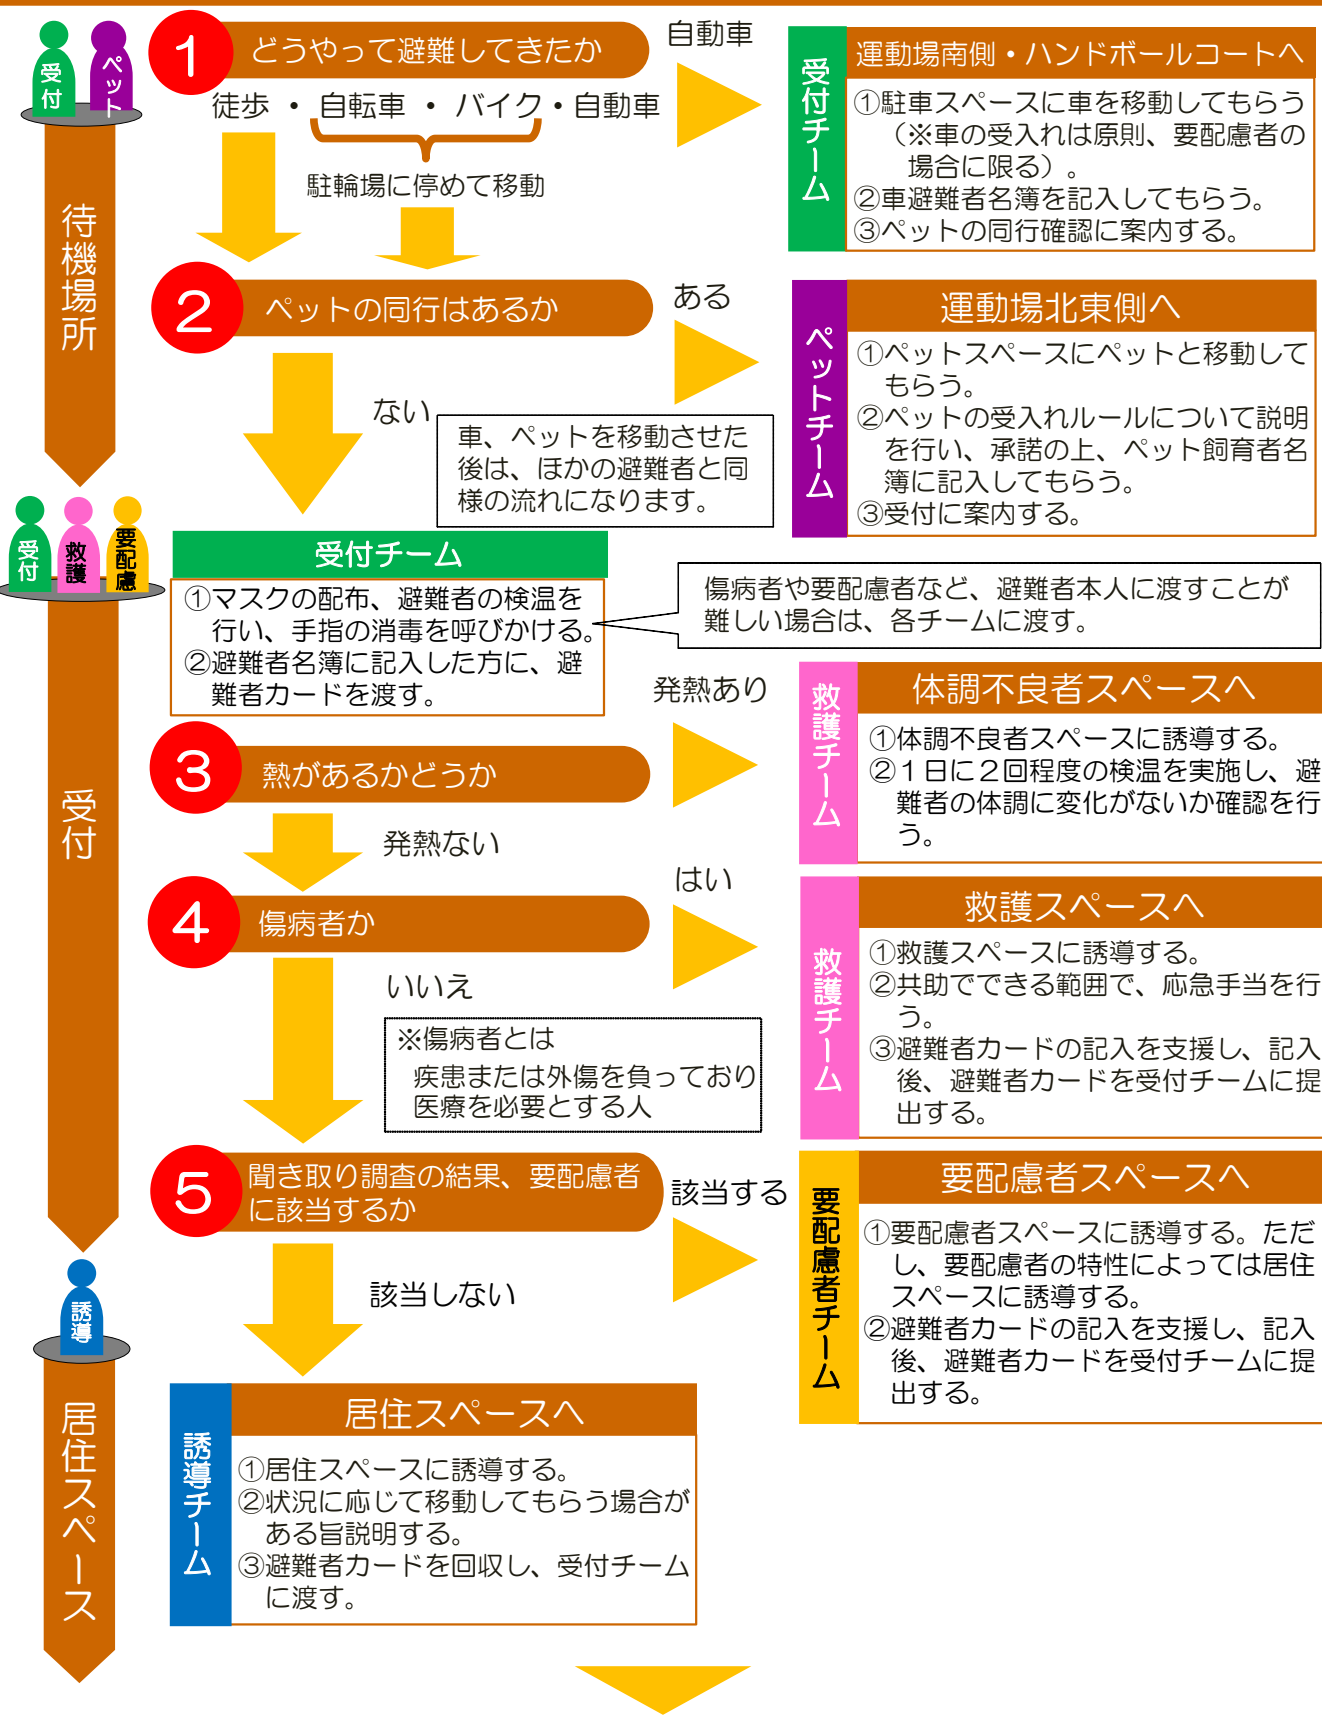 受付
ペット
待機場所
1
どうやって避難してきたか
徒歩 ・ 自転車 ・ バイク・自動車
駐輪場に停めて移動
自動車
受付チーム
運動場南側・ハンドボールコートへ
①駐車スペースに車を移動してもらう
（※車の受入れは原則、要配慮者の
場合に限る）。
②車避難者名簿を記入してもらう。
③ペットの同行確認に案内する。
2
ペットの同行はあるか
ある
ない
ペットチーム
運動場北東側へ
①ペットスペースにペットと移動して
もらう。
②ペットの受入れルールについて説明
を行い、承諾の上、ペット飼育者名
簿に記入してもらう。
③受付に案内する。
車、ペットを移動させた
後は、ほかの避難者と同
様の流れになります。
受付
救護
要配慮
受付
受付チーム
①マスクの配布、避難者の検温を
行い、手指の消毒を呼びかける。
②避難者名簿に記入した方に、避
難者カードを渡す。
傷病者や要配慮者など、避難者本人に渡すことが
難しい場合は、各チームに渡す。
3
熱があるかどうか
発熱あり
発熱ない
救護チーム
体調不良者スペースへ
①体調不良者スペースに誘導する。
②１日に２回程度の検温を実施し、避
難者の体調に変化がないか確認を行
う。
4
傷病者か
はい
いいえ
※傷病者とは
疾患または外傷を負っており
医療を必要とする人
救護チーム
救護スペースへ
①救護スペースに誘導する。
②共助でできる範囲で、応急手当を行
う。
③避難者カードの記入を支援し、記入
後、避難者カードを受付チームに提
出する。
5
聞き取り調査の結果、要配慮者
に該当するか
該当する
該当しない
要配慮者チーム
要配慮者スペースへ
①要配慮者スペースに誘導する。ただ
し、要配慮者の特性によっては居住
スペースに誘導する。
②避難者カードの記入を支援し、記入
後、避難者カードを受付チームに提
出する。
誘導
居住スペース
誘導チーム
居住スペースへ
①居住スペースに誘導する。
②状況に応じて移動してもらう場合が
ある旨説明する。
③避難者カードを回収し、受付チーム
に渡す。